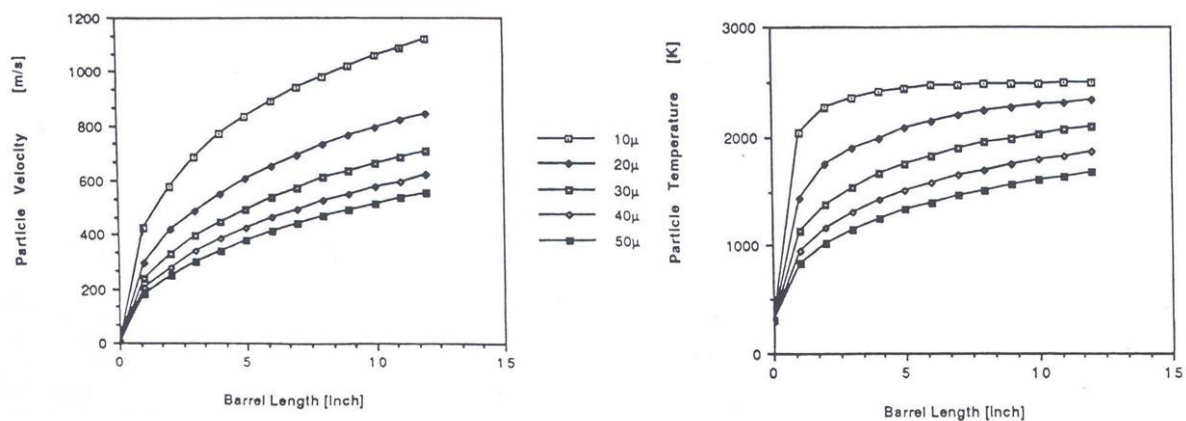 1200
1000
800
600
400
200
0
0
5
10
15
Particle Velocity [m/s]
Barrel Length [Inch]
10μ
20μ
30μ
40μ
50μ
3000
2000
1000
0
0
5
10
15
Particle Temperature [K]
Barrel Length [Inch]